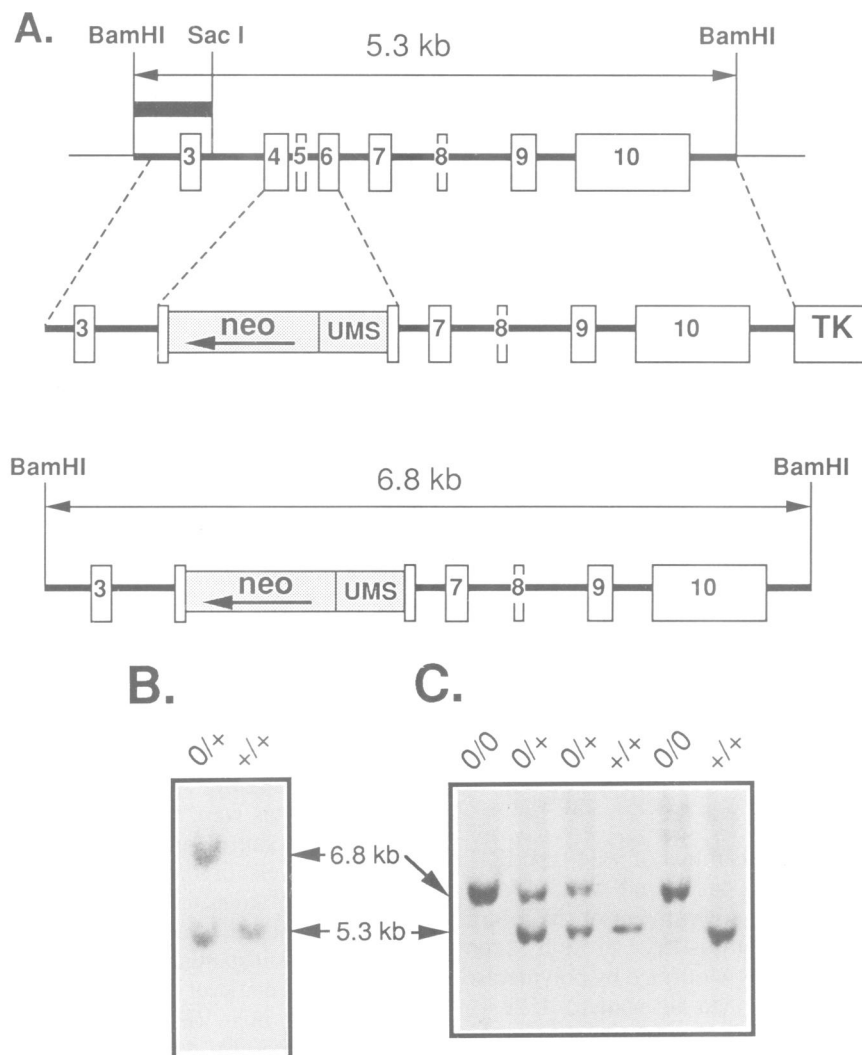 A.
BamHI Sac I BamHI
5.3 kb
3 4 5 6 7 8 9 10
3 neo UMS 7 8 9 10 TK
BamHI BamHI
6.8 kb
3 neo UMS 7 8 9 10
B. C.
0/+ +/+ 0/0 0/+ 0/+ +/+ 0/0 +/+
6.8 kb
5.3 kb